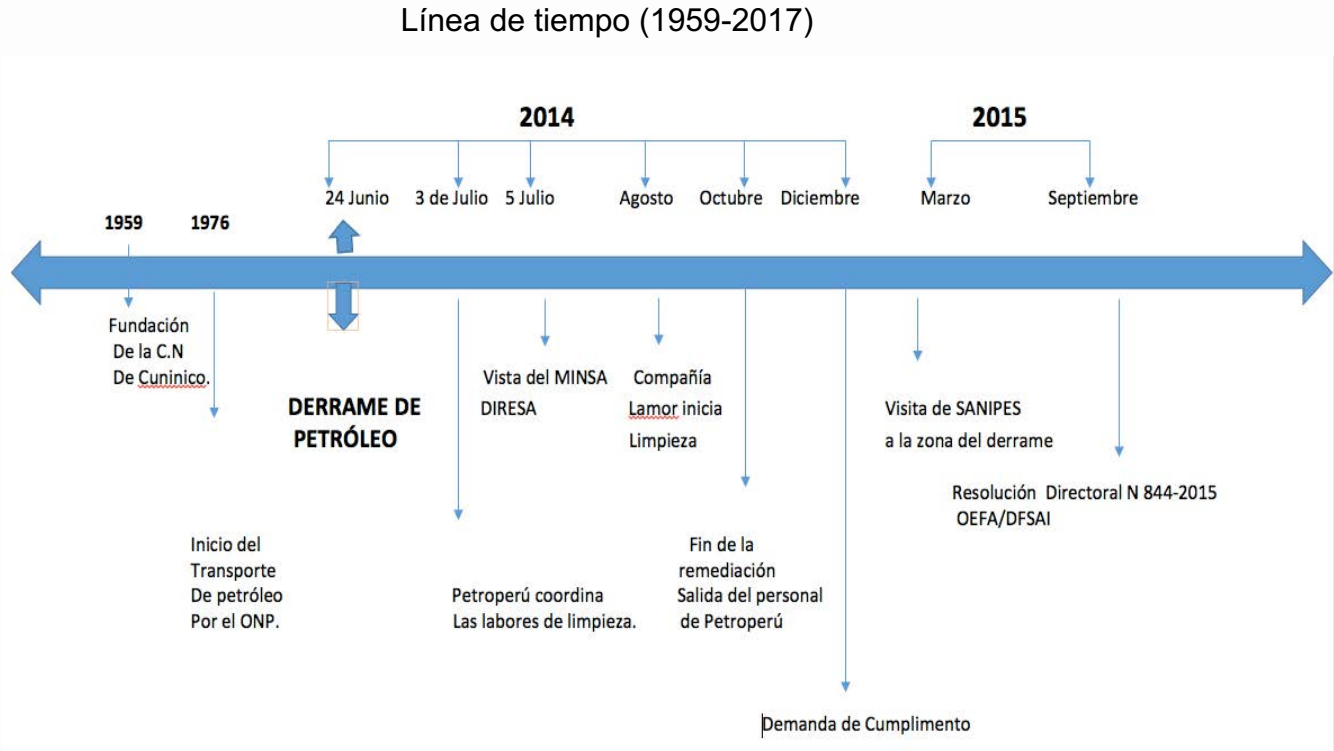 Línea de tiempo (1959-2017)
2014
2015
24 Junio
3 de Julio
5 Julio
Agosto
Octubre
Diciembre
Marzo
Septiembre
1959
1976
Fundación
De la C.N
De Cuninico.
DERRAME DE
PETRÓLEO
Vista del MINSA
DIRESA
Compañía
Lamor inicia
Limpieza
Visita de SANIPES
a la zona del derrame
Resolución Directoral N 844-2015
OEFA/DFSAI
Inicio del
Transporte
De petróleo
Por el ONP.
Petroperú coordina
Las labores de limpieza.
Fin de la
remediación
Salida del personal
de Petroperú
Demanda de Cumplimento